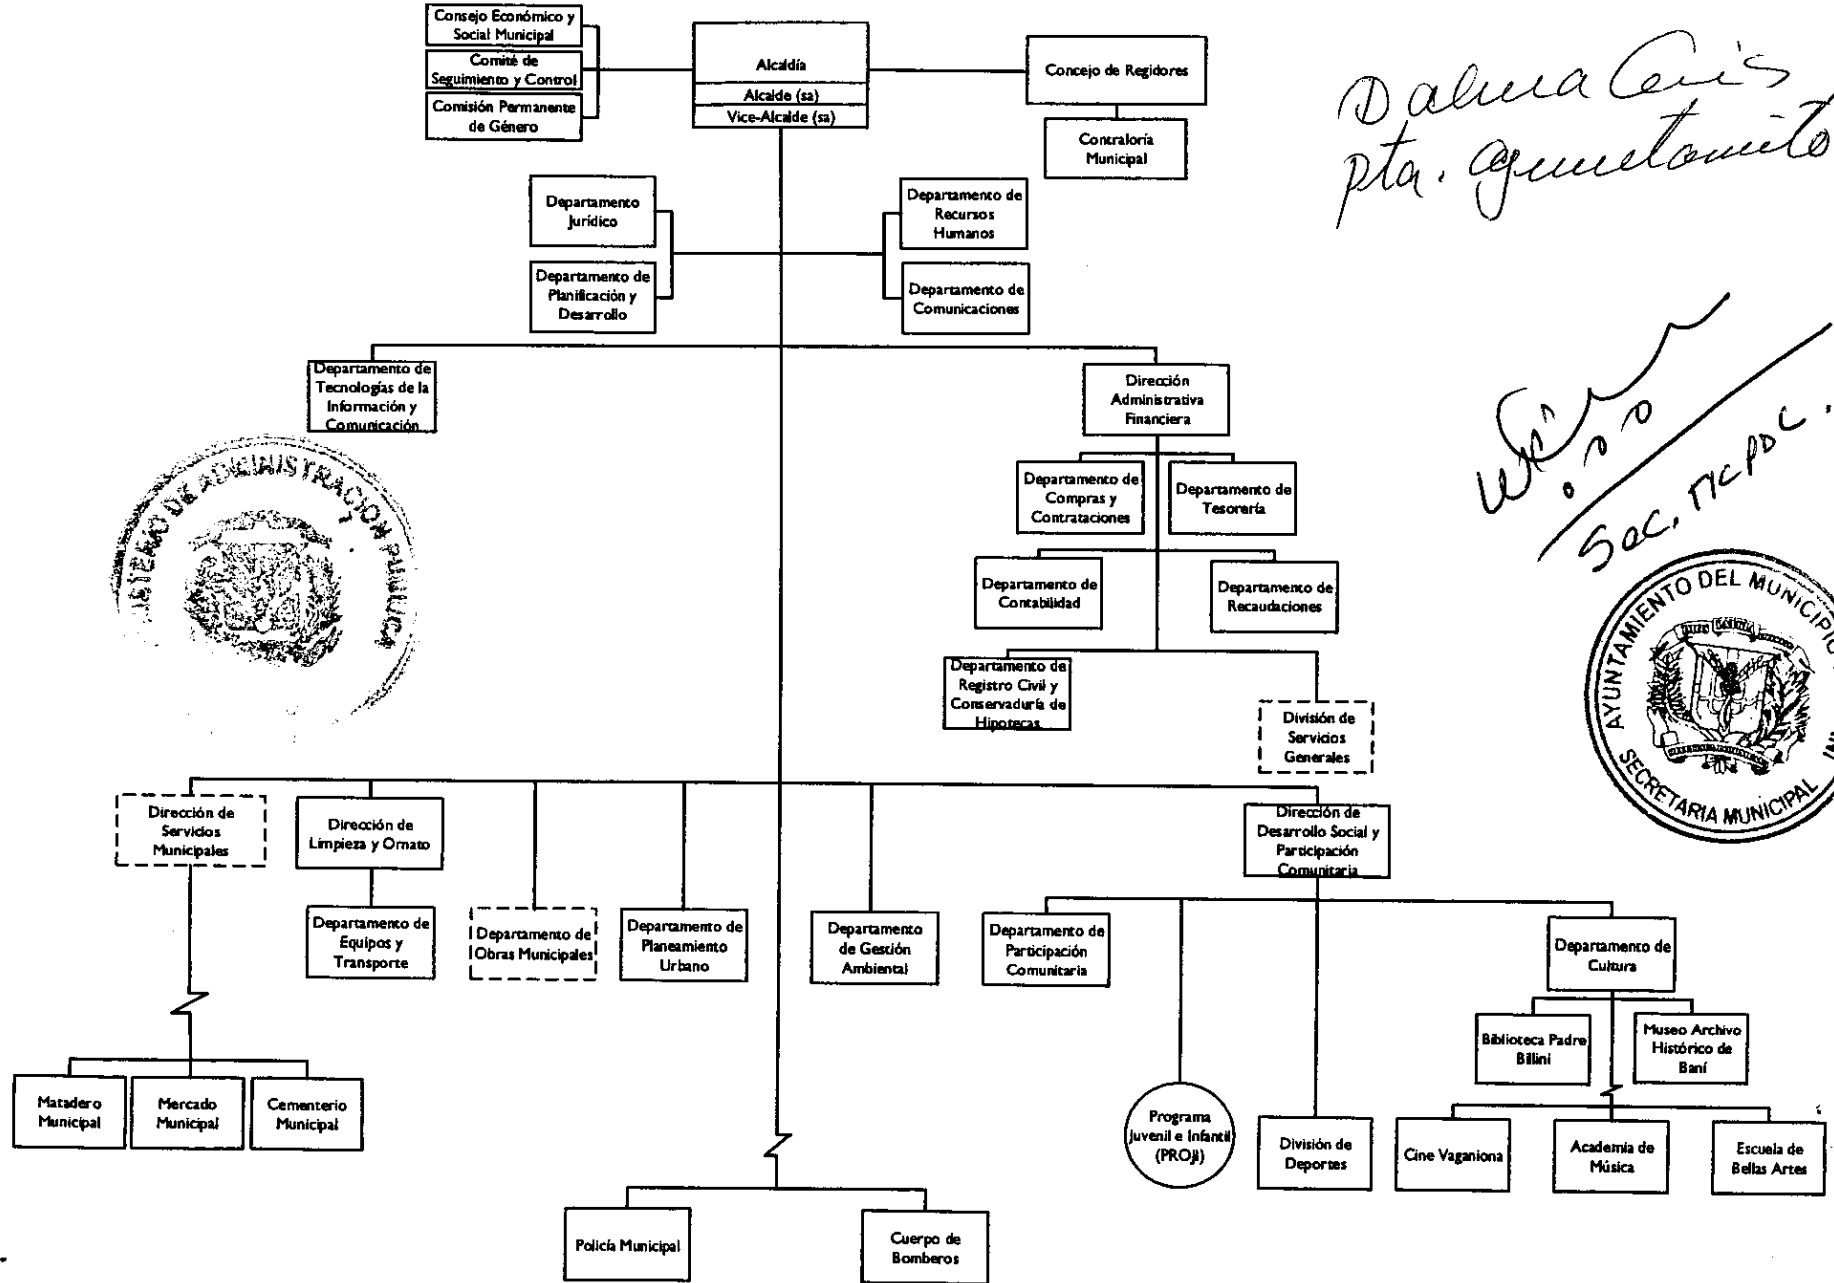 Consejo Económico y
Social Municipal
Comité de
Seguimiento y Control
Comisión Permanente
de Género
Alcaldía
Alcalde (sa)
Vice-Alcalde (sa)
Concejo de Regidores
Contraloría
Municipal
pta.
Departamento
Jurídico
Departamento de
Planificación y
Desarrollo
Departamento de
Recursos
Humanos
Departamento de
Comunicaciones
Departamento de
Tecnologías de la
Información y
Comunicación
Dirección
Administrativa
Financiera
Departamento de
Compras y
Contrataciones
Departamento de
Tesorería
Departamento de
Contabilidad
Departamento de
Recaudaciones
Departamento de
Registro Civil y
Conservaduría de
Hipotecas
División de
Servicios
Generales
Sec.
DE ADMINISTRACION PUBLICA
AYUNTAMIENTO DEL MUNICIPIO
SECRETARIA MUNICIPAL
Dirección de
Servicios
Municipales
Dirección de
Limpieza y Ornato
Dirección de
Desarrollo Social y
Participación
Comunitaria
Departamento de
Equipos y
Transporte
Departamento de
Obras Municipales
Departamento de
Planeamiento
Urbano
Departamento
de Gestión
Ambiental
Departamento de
Participación
Comunitaria
Departamento de
Cultura
Biblioteca Padre
Billini
Museo Archivo
Histórico de
Baní
Matadero
Municipal
Mercado
Municipal
Cementerio
Municipal
Programa
Juvenil e Infantil
(PROJI)
División de
Deportes
Cine Vaganiona
Academia de
Música
Escuela de
Bellas Artes
Policía Municipal
Cuerpo de
Bomberos